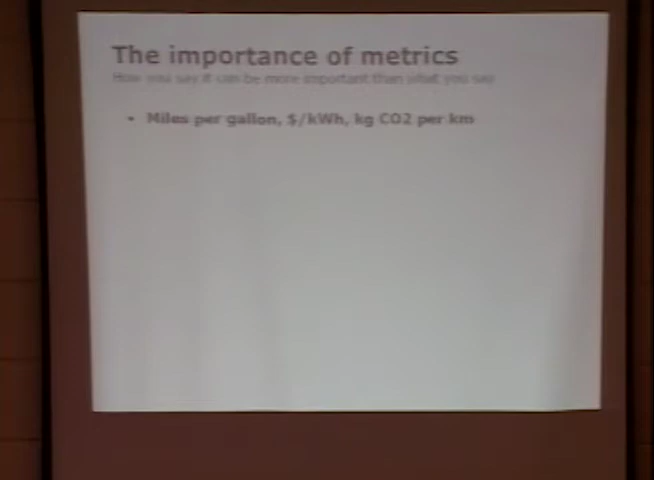 The importance of metrics
How you say it can be more important than what you say
• Miles per gallon, $/kWh, kg CO2 per km